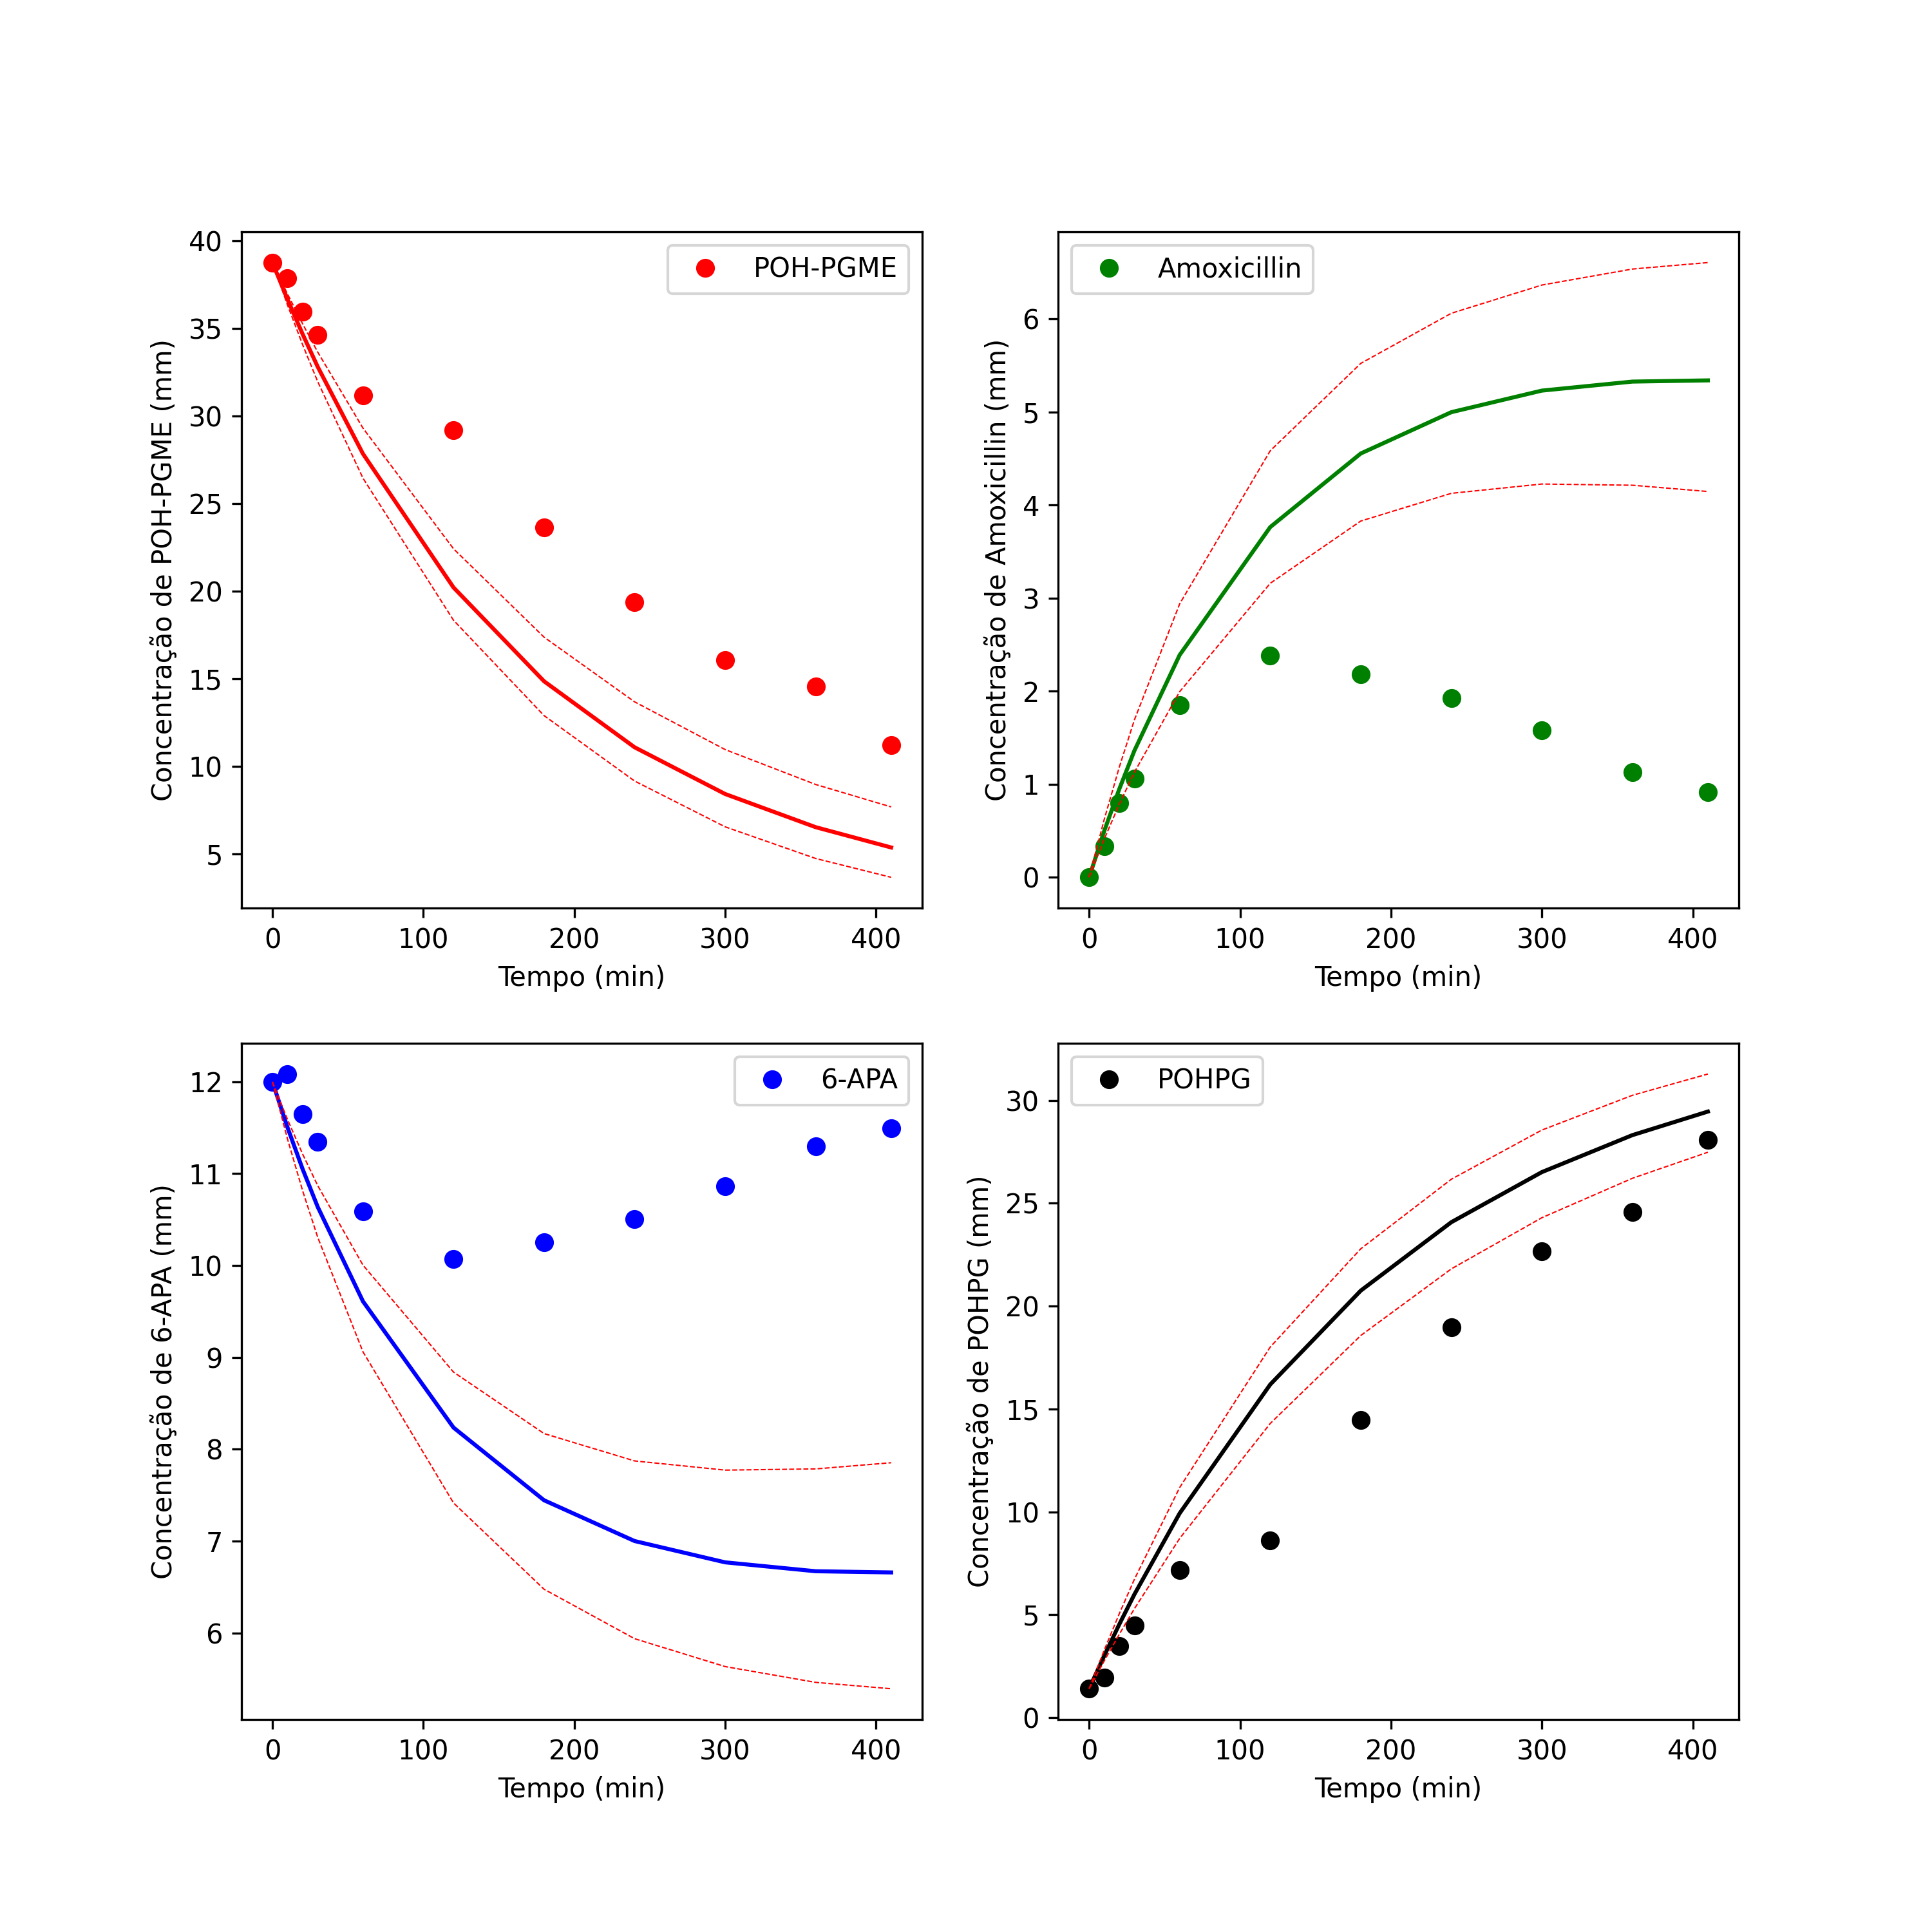 40
35
30
25
20
15
10
5
0 100 200 300 400
Tempo (min)
Concentração de POH-PGME (mm)
POH-PGME
6
5
4
3
2
1
0
0 100 200 300 400
Tempo (min)
Concentração de Amoxicillin (mm)
Amoxicillin
12
11
10
9
8
7
6
0 100 200 300 400
Tempo (min)
Concentração de 6-APA (mm)
6-APA
30
25
20
15
10
5
0
0 100 200 300 400
Tempo (min)
Concentração de POHPG (mm)
POHPG